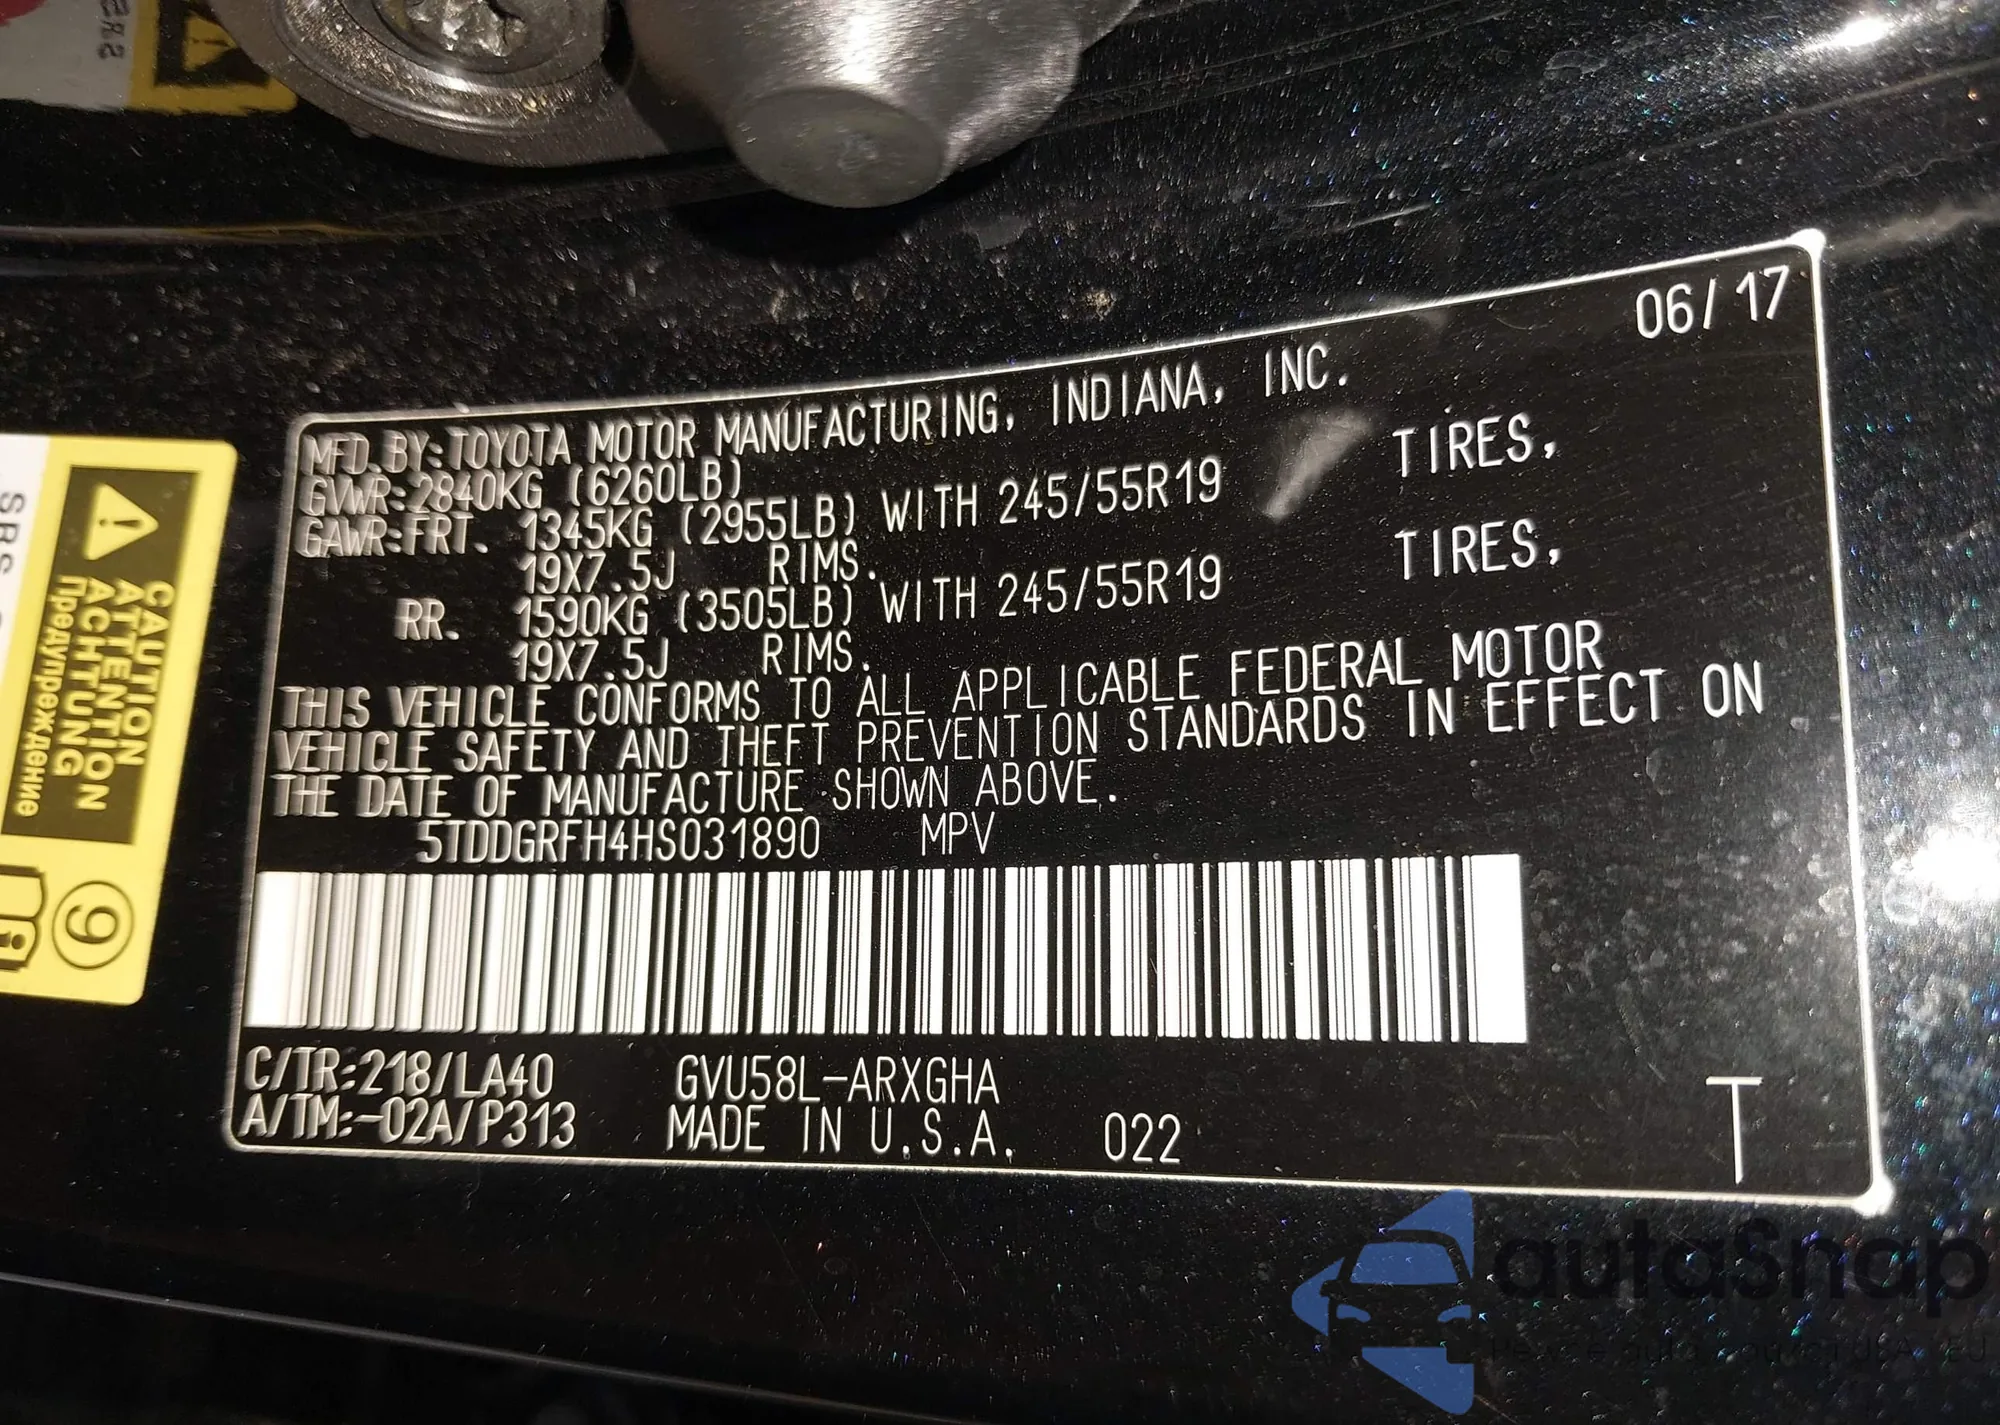 06/17
MFD. BY: TOYOTA MOTOR MANUFACTURING, INDIANA, INC.
GVWR: 2840KG (6260LB)
GAWR: FRT. 1345KG (2955LB) WITH 245/55R19 TIRES,
19X7.5J RIMS.
RR. 1590KG (3505LB) WITH 245/55R19 TIRES,
19X7.5J RIMS.
THIS VEHICLE CONFORMS TO ALL APPLICABLE FEDERAL MOTOR
VEHICLE SAFETY AND THEFT PREVENTION STANDARDS IN EFFECT ON
THE DATE OF MANUFACTURE SHOWN ABOVE.
5TDDGRFH4HS031890 MPV
C/TR:218/LA40 GVU58L-ARXGHA
A/TM:-02A/P313 MADE IN U.S.A. 022
T
SRS
CAUTION
ATTENTION
ACHTUNG
Предупреждение
9
autaSnap